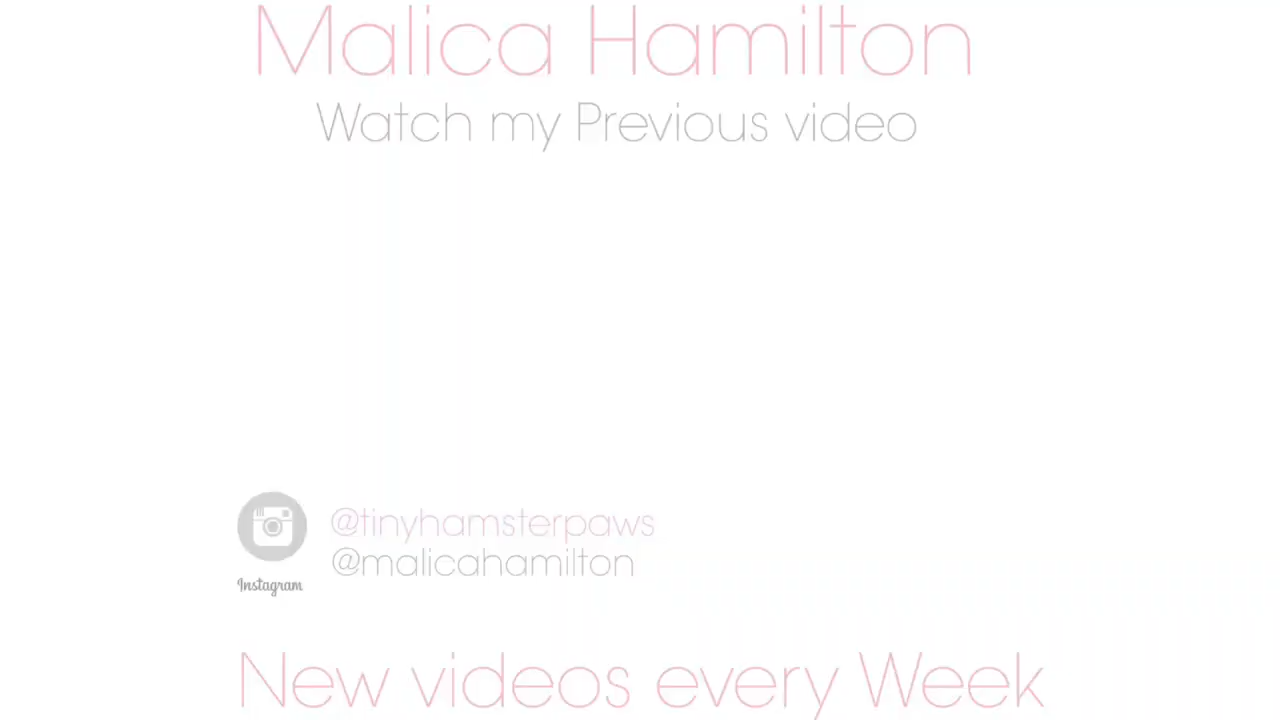 Malica Hamilton
Watch my Previous video
@tinyhamsterpaws
@malicahamilton
Instagram
New videos every Week